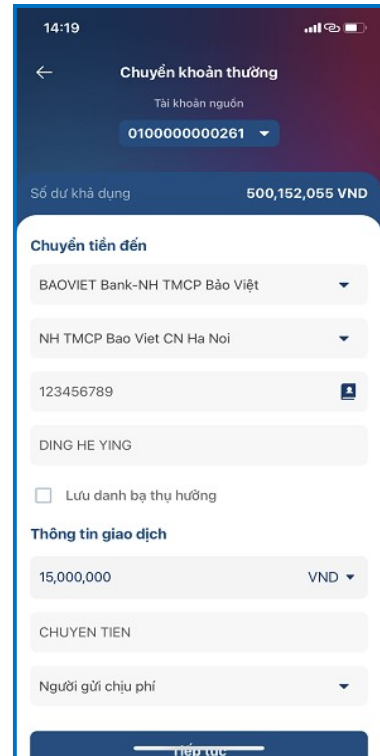 14:19
Chuyển khoản thường
Tài khoản nguồn
0100000000261
Số dư khả dụng 500,152,055 VND
Chuyển tiền đến
BAOVIET Bank-NH TMCP Bảo Việt
NH TMCP Bao Viet CN Ha Noi
123456789
DING HE YING
Lưu danh bạ thụ hưởng
Thông tin giao dịch
15,000,000 VND
CHUYEN TIEN
Người gửi chịu phí
Tiếp tục